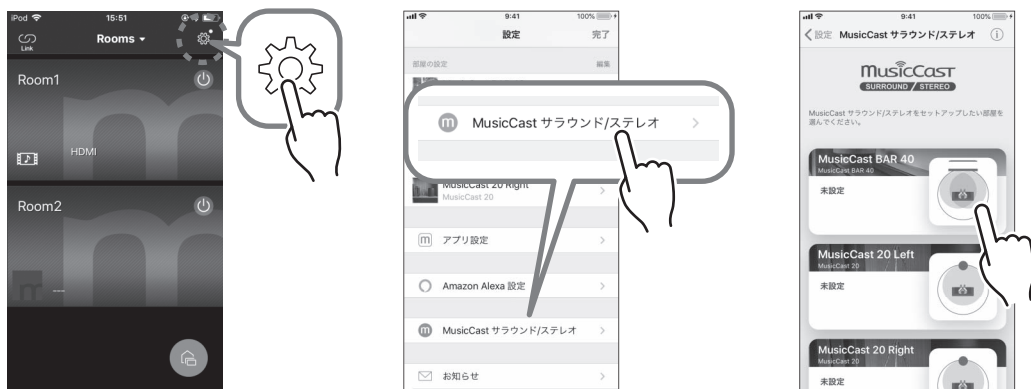 iPod 15:51
Link
Rooms
Room1
HDMI
Room2
---
9:41 100%
設定 完了
部屋の設定 編集
MusicCast サラウンド/ステレオ
MusicCast 20 Right
MusicCast 20
アプリ設定
Amazon Alexa 設定
MusicCast サラウンド/ステレオ
お知らせ
9:41 100%
設定 MusicCast サラウンド/ステレオ
MusicCast
SURROUND / STEREO
MusicCast サラウンド/ステレオをセットアップしたい部屋を
選んでください。
MusicCast BAR 40
MusicCast BAR 40
未設定
MusicCast 20 Left
MusicCast 20
未設定
MusicCast 20 Right
MusicCast 20
未設定